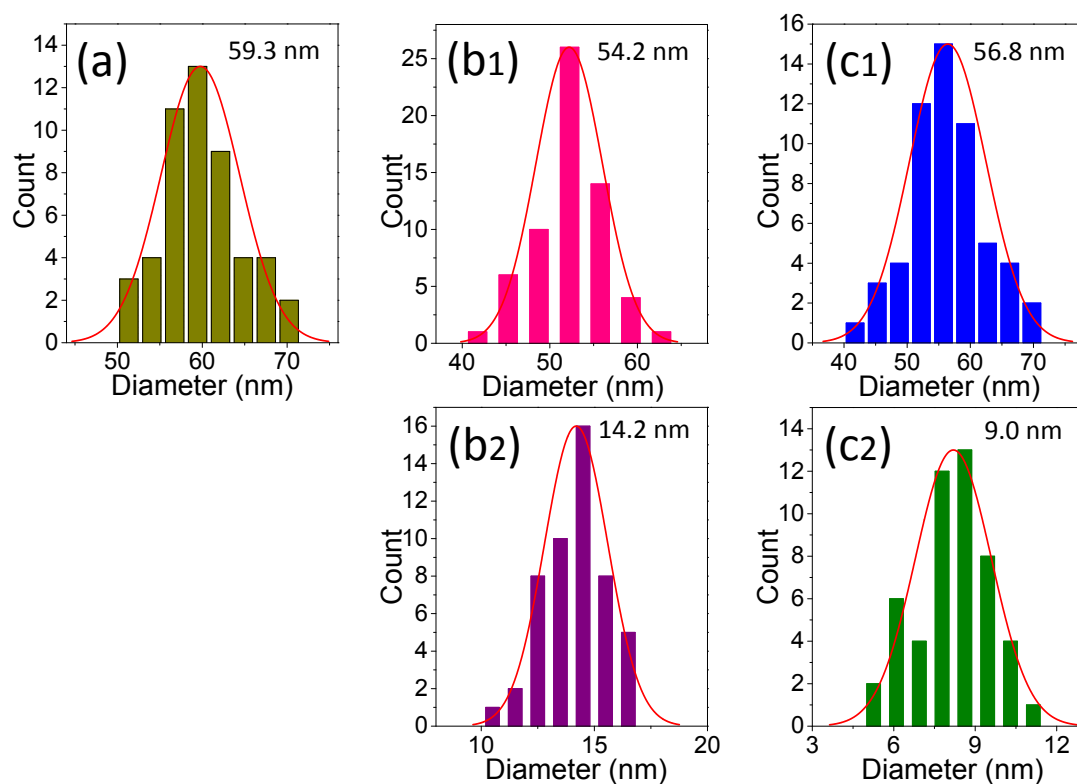 (a)
59.3 nm
14
12
10
8
6
4
2
0
Count
50 60 70
Diameter (nm)
(b1)
54.2 nm
25
20
15
10
5
0
Count
40 50 60
Diameter (nm)
(c1)
56.8 nm
16
14
12
10
8
6
4
2
0
Count
40 50 60 70
Diameter (nm)
(b2)
14.2 nm
16
14
12
10
8
6
4
2
0
Count
10 15 20
Diameter (nm)
(c2)
9.0 nm
14
12
10
8
6
4
2
0
Count
3 6 9 12
Diameter (nm)